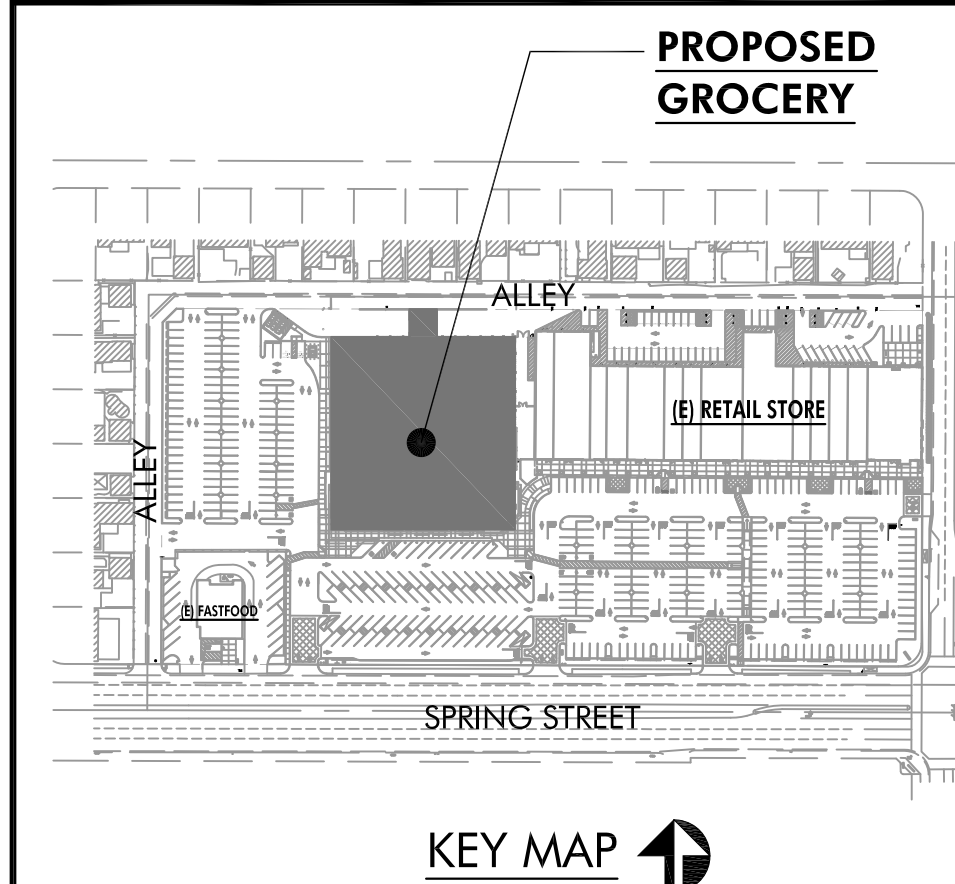 PROPOSED
GROCERY
ALLEY
(E) RETAIL STORE
ALLEY
(E) FASTFOOD
SPRING STREET
KEY MAP